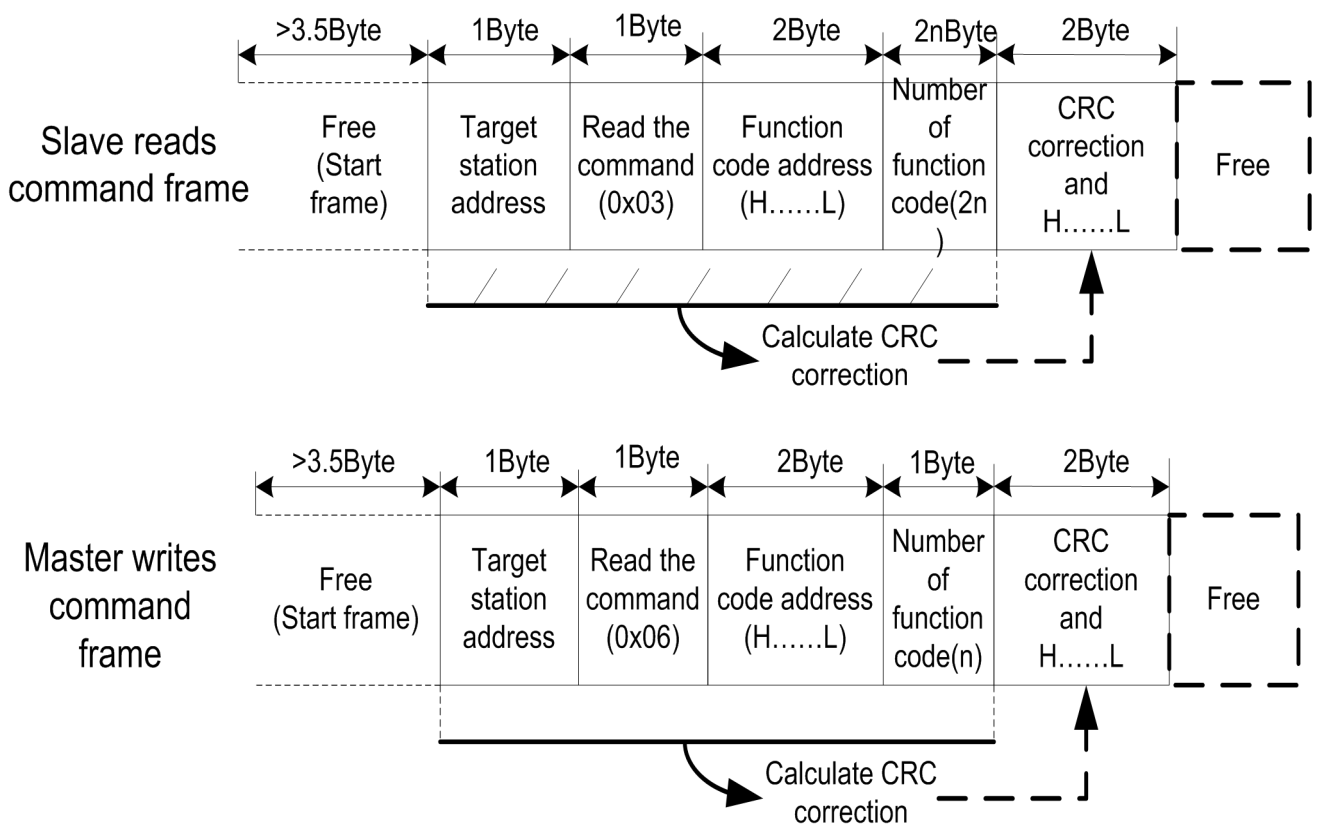 >3.5Byte 1Byte 1Byte 2Byte 2nByte 2Byte
Slave reads
command frame
Free
(Start
frame)
Target
station
address
Read the
command
(0x03)
Function
code address
(H......L)
Number
of
function
code(2n
)
CRC
correction
and
H......L
Free
Calculate CRC
correction
>3.5Byte 1Byte 1Byte 2Byte 1Byte 2Byte
Master writes
command
frame
Free
(Start frame)
Target
station
address
Read the
command
(0x06)
Function
code address
(H......L)
Number
of
function
code(n)
CRC
correction
and
H......L
Free
Calculate CRC
correction